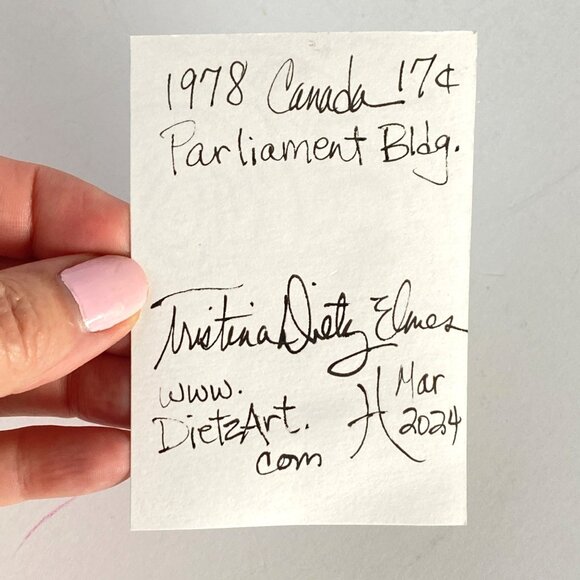 1978 Canada 17¢
Parliament Bldg.
Tristina Dietz Elmes
www.
DietzArt.
com
Mar
2024